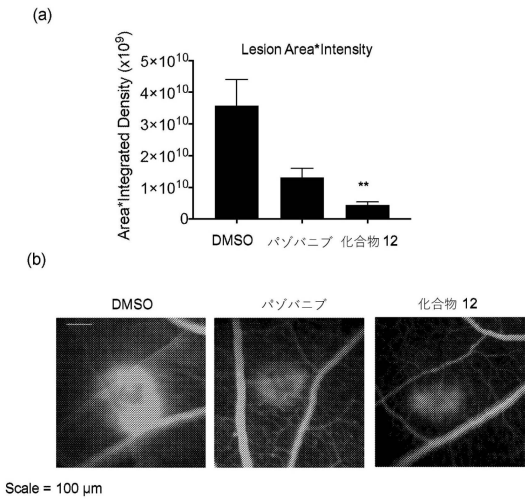 (a)
Lesion Area*Intensity
Area*Integrated Density (x10⁹)
5×10¹⁰
4×10¹⁰
3×10¹⁰
2×10¹⁰
1×10¹⁰
0
**
DMSO パゾバニブ 化合物 12
(b)
DMSO パゾバニブ 化合物 12
Scale = 100 μm